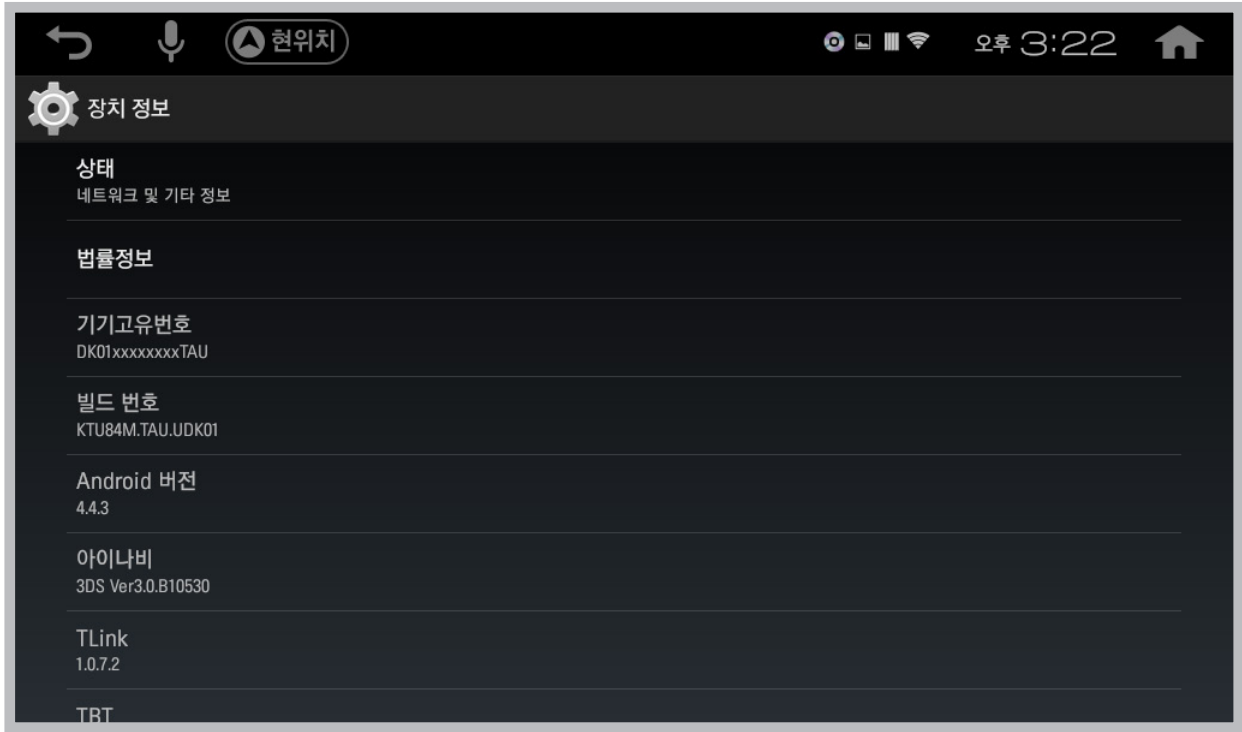 현위치
오후 3:22
장치 정보
상태
네트워크 및 기타 정보
법률정보
기기고유번호
DK01xxxxxxxxTAU
빌드 번호
KTU84M.TAU.UDK01
Android 버전
4.4.3
아이나비
3DS Ver3.0.B10530
TLink
1.0.7.2
TBT